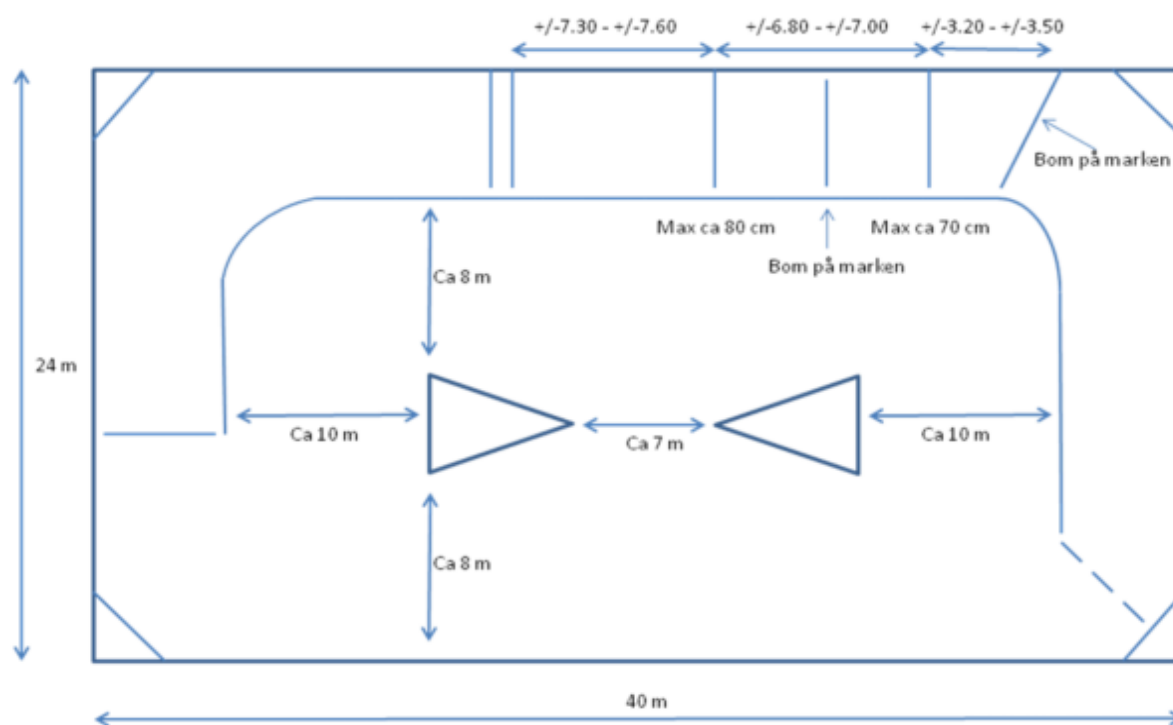 +/-7.30 - +/-7.60
+/-6.80 - +/-7.00
+/-3.20 - +/-3.50
Bom på marken
Max ca 80 cm
Max ca 70 cm
Bom på marken
Ca 8 m
24 m
Ca 10 m
Ca 7 m
Ca 10 m
Ca 8 m
40 m